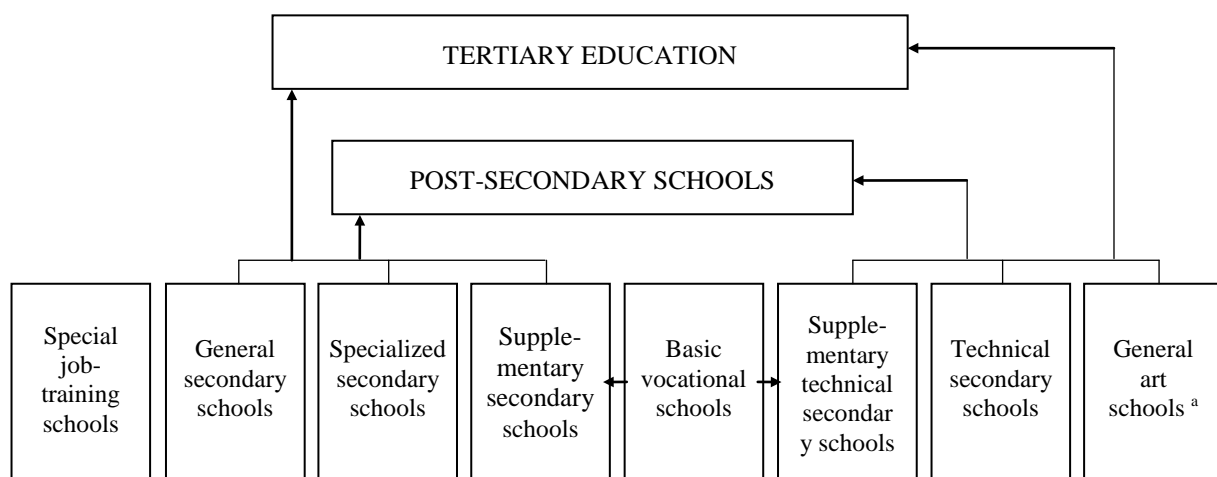 TERTIARY EDUCATION
POST-SECONDARY SCHOOLS
Special
job-
training
schools
General
secondary
schools
Specialized
secondary
schools
Supple-
mentary
secondary
schools
Basic
vocational
schools
Supple-
mentary
technical
secondar
y schools
Technical
secondary
schools
General
art
schools a